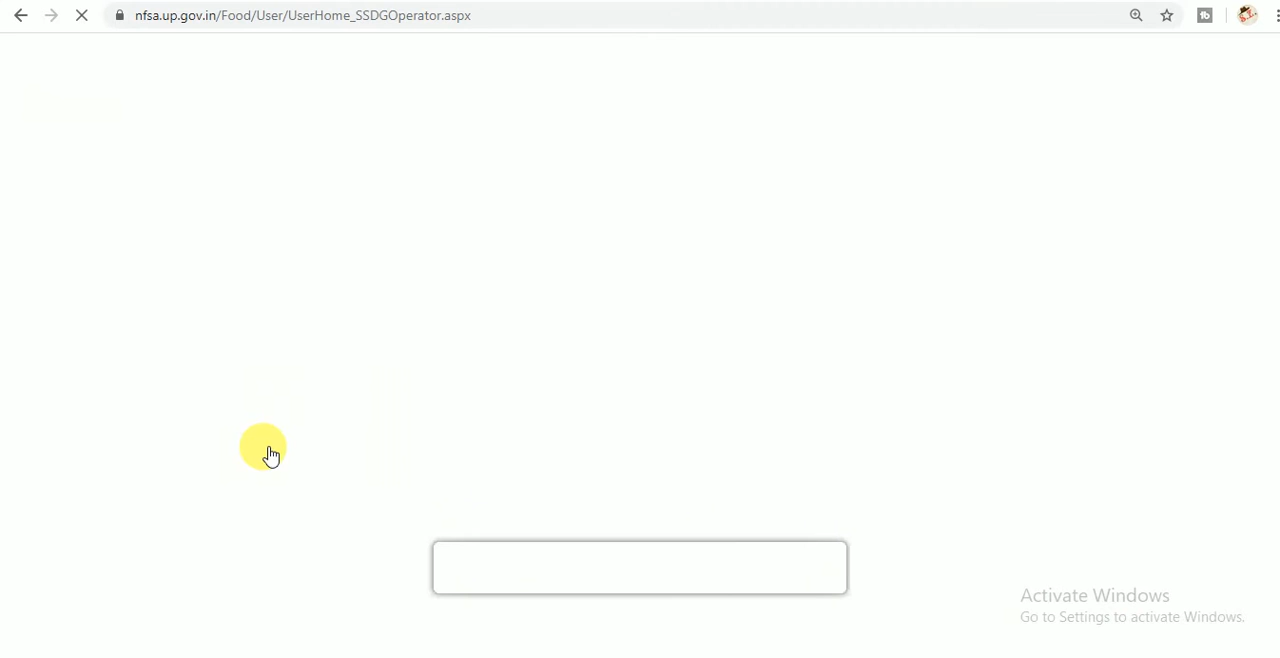 nfsa.up.gov.in/Food/User/UserHome_SSDGOperator.aspx
Activate Windows
Go to Settings to activate Windows.